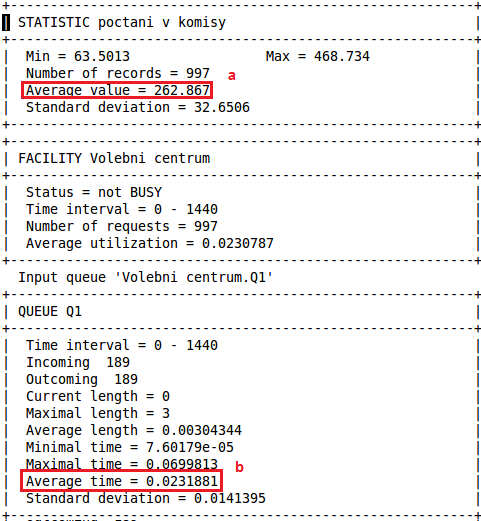 STATISTIC poctani v komisy
Min = 63.5013 Max = 468.734
Number of records = 997 a
Average value = 262.867
Standard deviation = 32.6506
FACILITY Volebni centrum
Status = not BUSY
Time interval = 0 - 1440
Number of requests = 997
Average utilization = 0.0230787
Input queue 'Volebni centrum.Q1'
QUEUE Q1
Time interval = 0 - 1440
Incoming 189
Outcoming 189
Current length = 0
Maximal length = 3
Average length = 0.00304344
Minimal time = 7.60179e-05
Maximal time = 0.0699813 b
Average time = 0.0231881
Standard deviation = 0.0141395